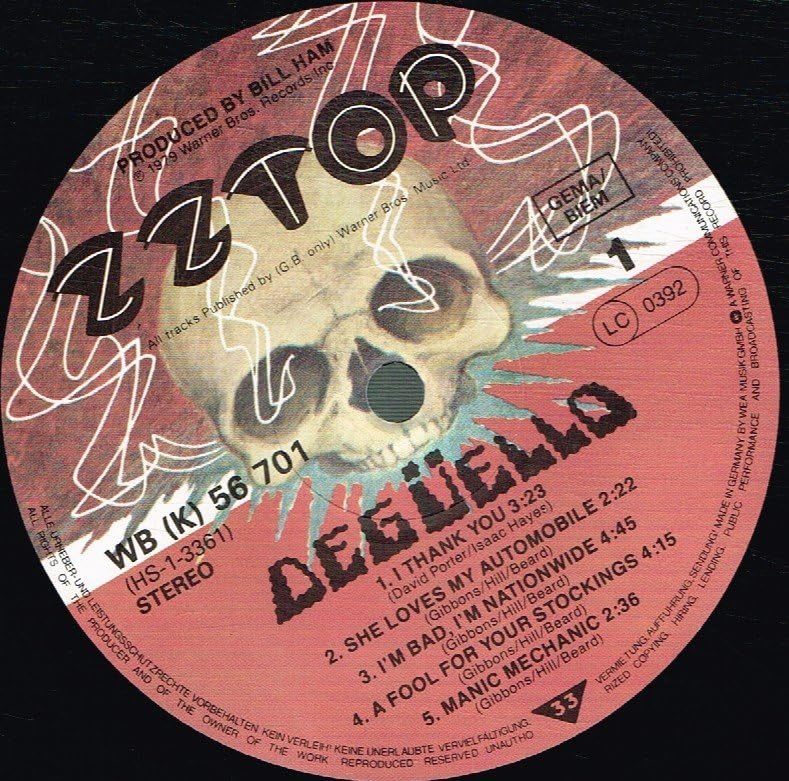 PRODUCED BY BILL HAM
℗ 1979 Warner Bros. Records Inc.
ZZTOP
All tracks Published by (G.B. only) Warner Bros. Music Ltd.
GEMA/
BIEM
1
LC 0392
WB (K) 56 701
(HS-1-3361)
STEREO
DEGÜELLO
1. I THANK YOU 3:23
(David Porter/Isaac Hayes)
2. SHE LOVES MY AUTOMOBILE 2:22
(Gibbons/Hill/Beard)
3. I'M BAD, I'M NATIONWIDE 4:45
(Gibbons/Hill/Beard)
4. A FOOL FOR YOUR STOCKINGS 4:15
(Gibbons/Hill/Beard)
5. MANIC MECHANIC 2:36
(Gibbons/Hill/Beard)
33
ALLE URHEBER- UND LEISTUNGSSCHUTZRECHTE VORBEHALTEN KEIN VERLEIH! KEINE UNERLAUBTE VERVIELFÄLTIGUNG, VERMIETUNG, AUFFÜHRUNG, SENDUNG! MADE IN GERMANY BY WEA MUSIK GMBH A WARNER COMMUNICATIONS COMPANY
ALL RIGHTS OF THE PRODUCER AND OF THE OWNER OF THE WORK REPRODUCED RESERVED. UNAUTHORIZED COPYING, HIRING, LENDING, PUBLIC PERFORMANCE AND BROADCASTING OF THIS RECORD PROHIBITED!